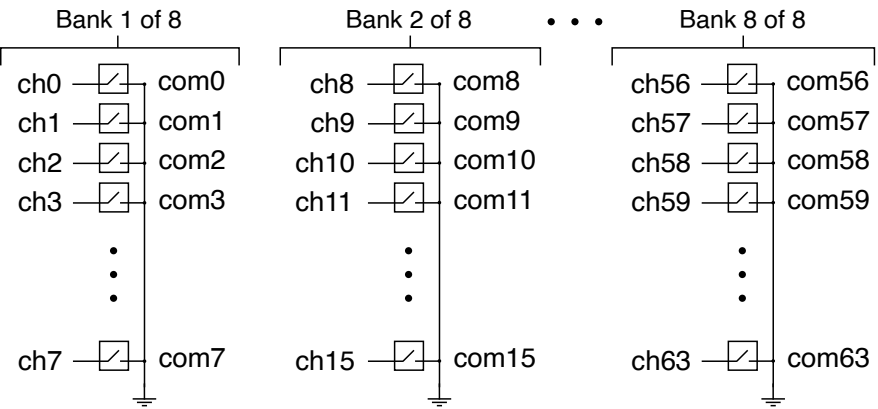 Bank 1 of 8 Bank 2 of 8 • • • Bank 8 of 8
ch0 com0 ch8 com8 ch56 com56
ch1 com1 ch9 com9 ch57 com57
ch2 com2 ch10 com10 ch58 com58
ch3 com3 ch11 com11 ch59 com59
ch7 com7 ch15 com15 ch63 com63